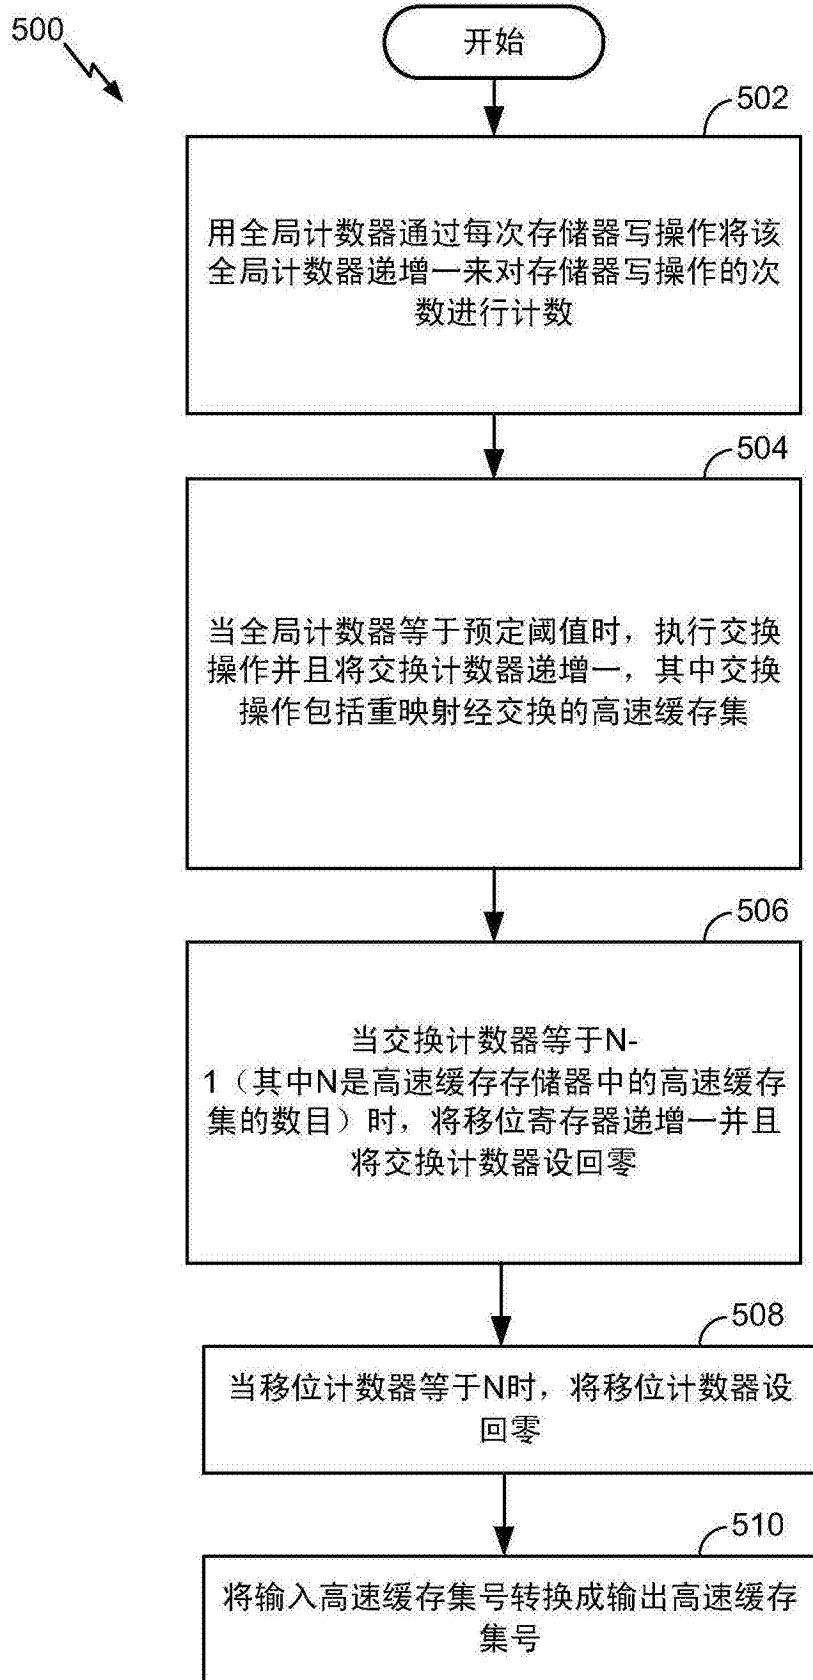 500
开始
502
用全局计数器通过每次存储器写操作将该
全局计数器递增一来对存储器写操作的次
数进行计数
504
当全局计数器等于预定阈值时，执行交换
操作并且将交换计数器递增一，其中交换
操作包括重映射经交换的高速缓存集
506
当交换计数器等于N-
1（其中N是高速缓存存储器中的高速缓存
集的数目）时，将移位寄存器递增一并且
将交换计数器设回零
508
当移位计数器等于N时，将移位计数器设
回零
510
将输入高速缓存集号转换成输出高速缓存
集号